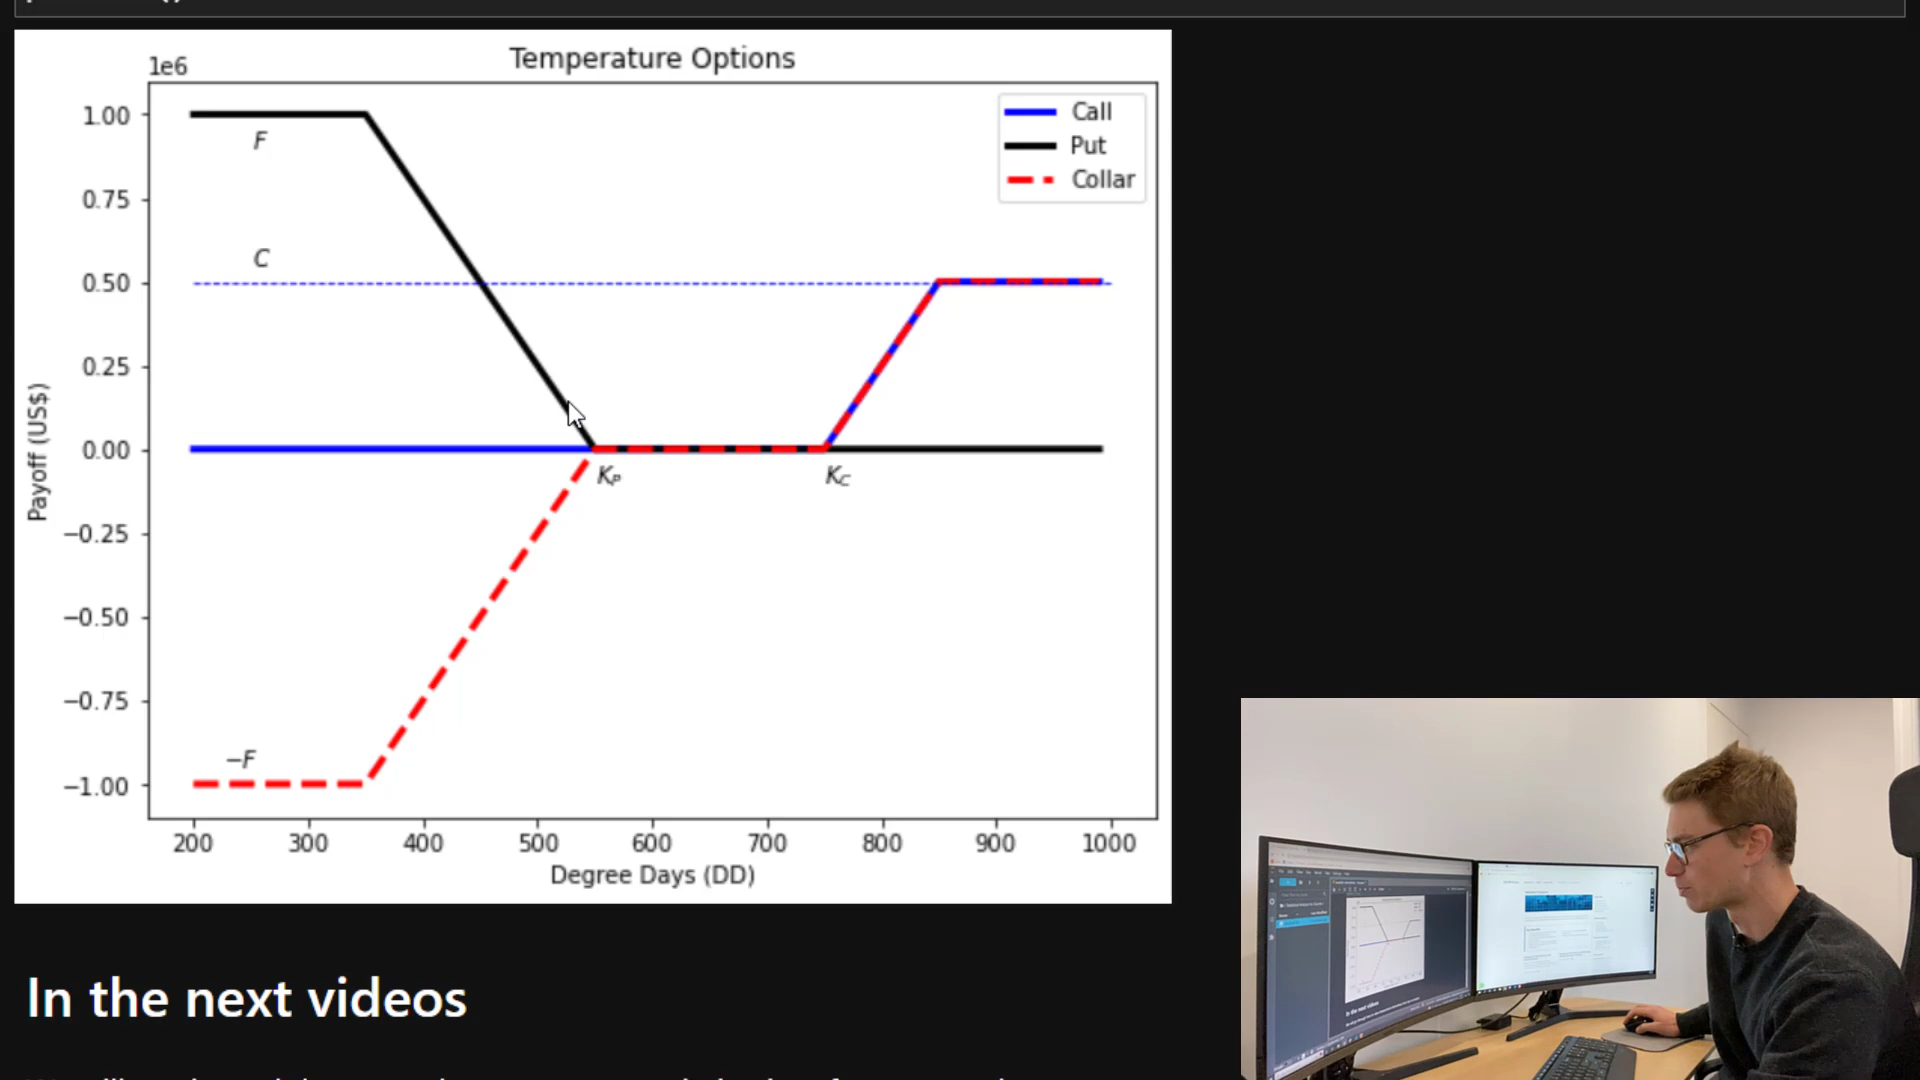 Temperature Options
1e6
1.00
0.75
0.50
0.25
0.00
−0.25
−0.50
−0.75
−1.00
Payoff (US$)
F
C
−F
K_P
K_C
Call
Put
Collar
200 300 400 500 600 700 800 900 1000
Degree Days (DD)
In the next videos